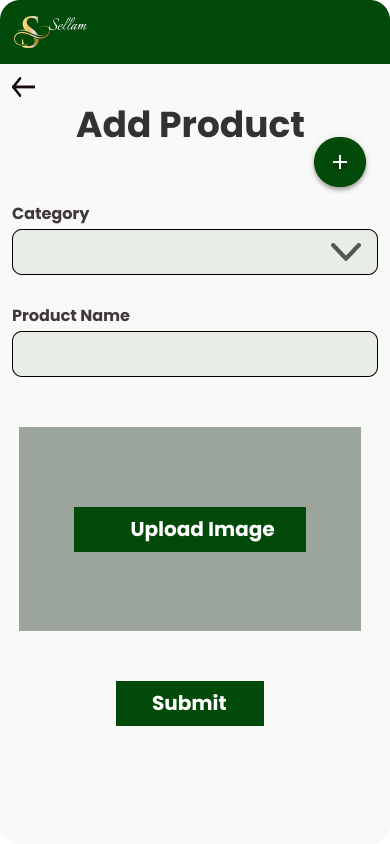 Sellam
Add Product
+
Category
Product Name
Upload Image
Submit